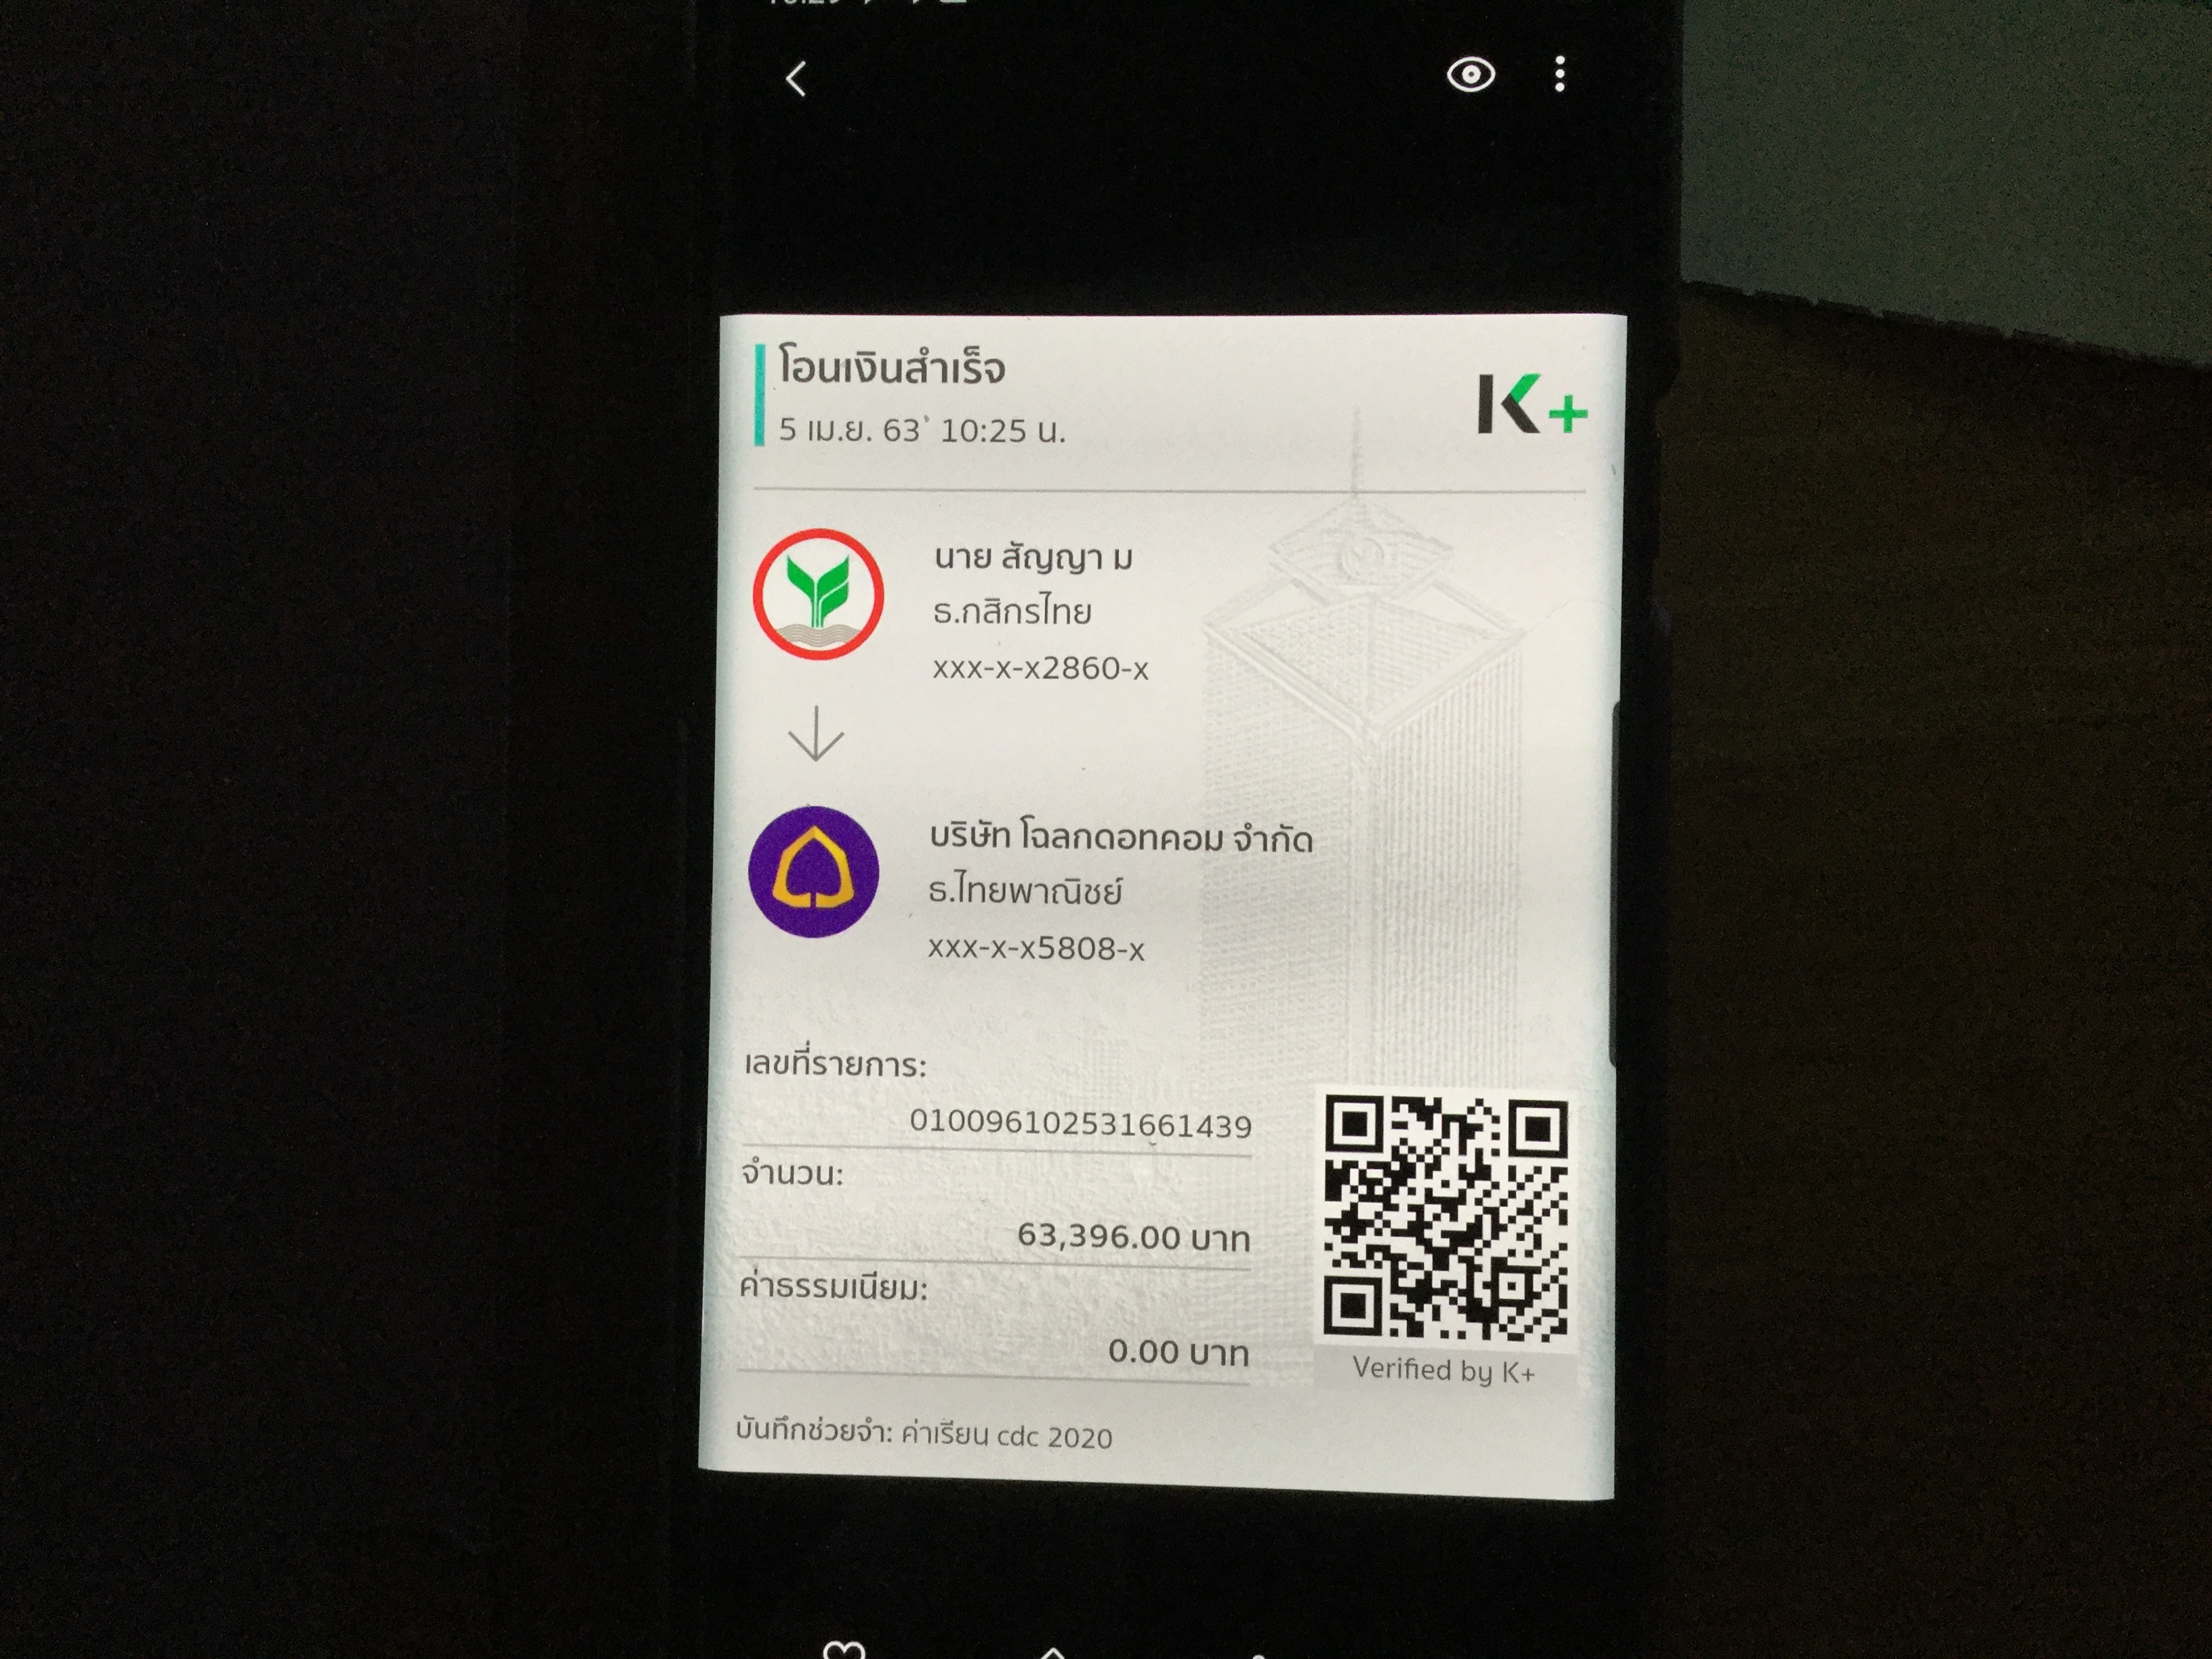 โอนเงินสำเร็จ
5 เม.ย. 63 10:25 น.
K+
นาย สัญญา ม
ธ.กสิกรไทย
xxx-x-x2860-x
บริษัท โฉลกดอทคอม จำกัด
ธ.ไทยพาณิชย์
xxx-x-x5808-x
เลขที่รายการ:
010096102531661439
จำนวน:
63,396.00 บาท
ค่าธรรมเนียม:
0.00 บาท
Verified by K+
บันทึกช่วยจำ: ค่าเรียน cdc 2020